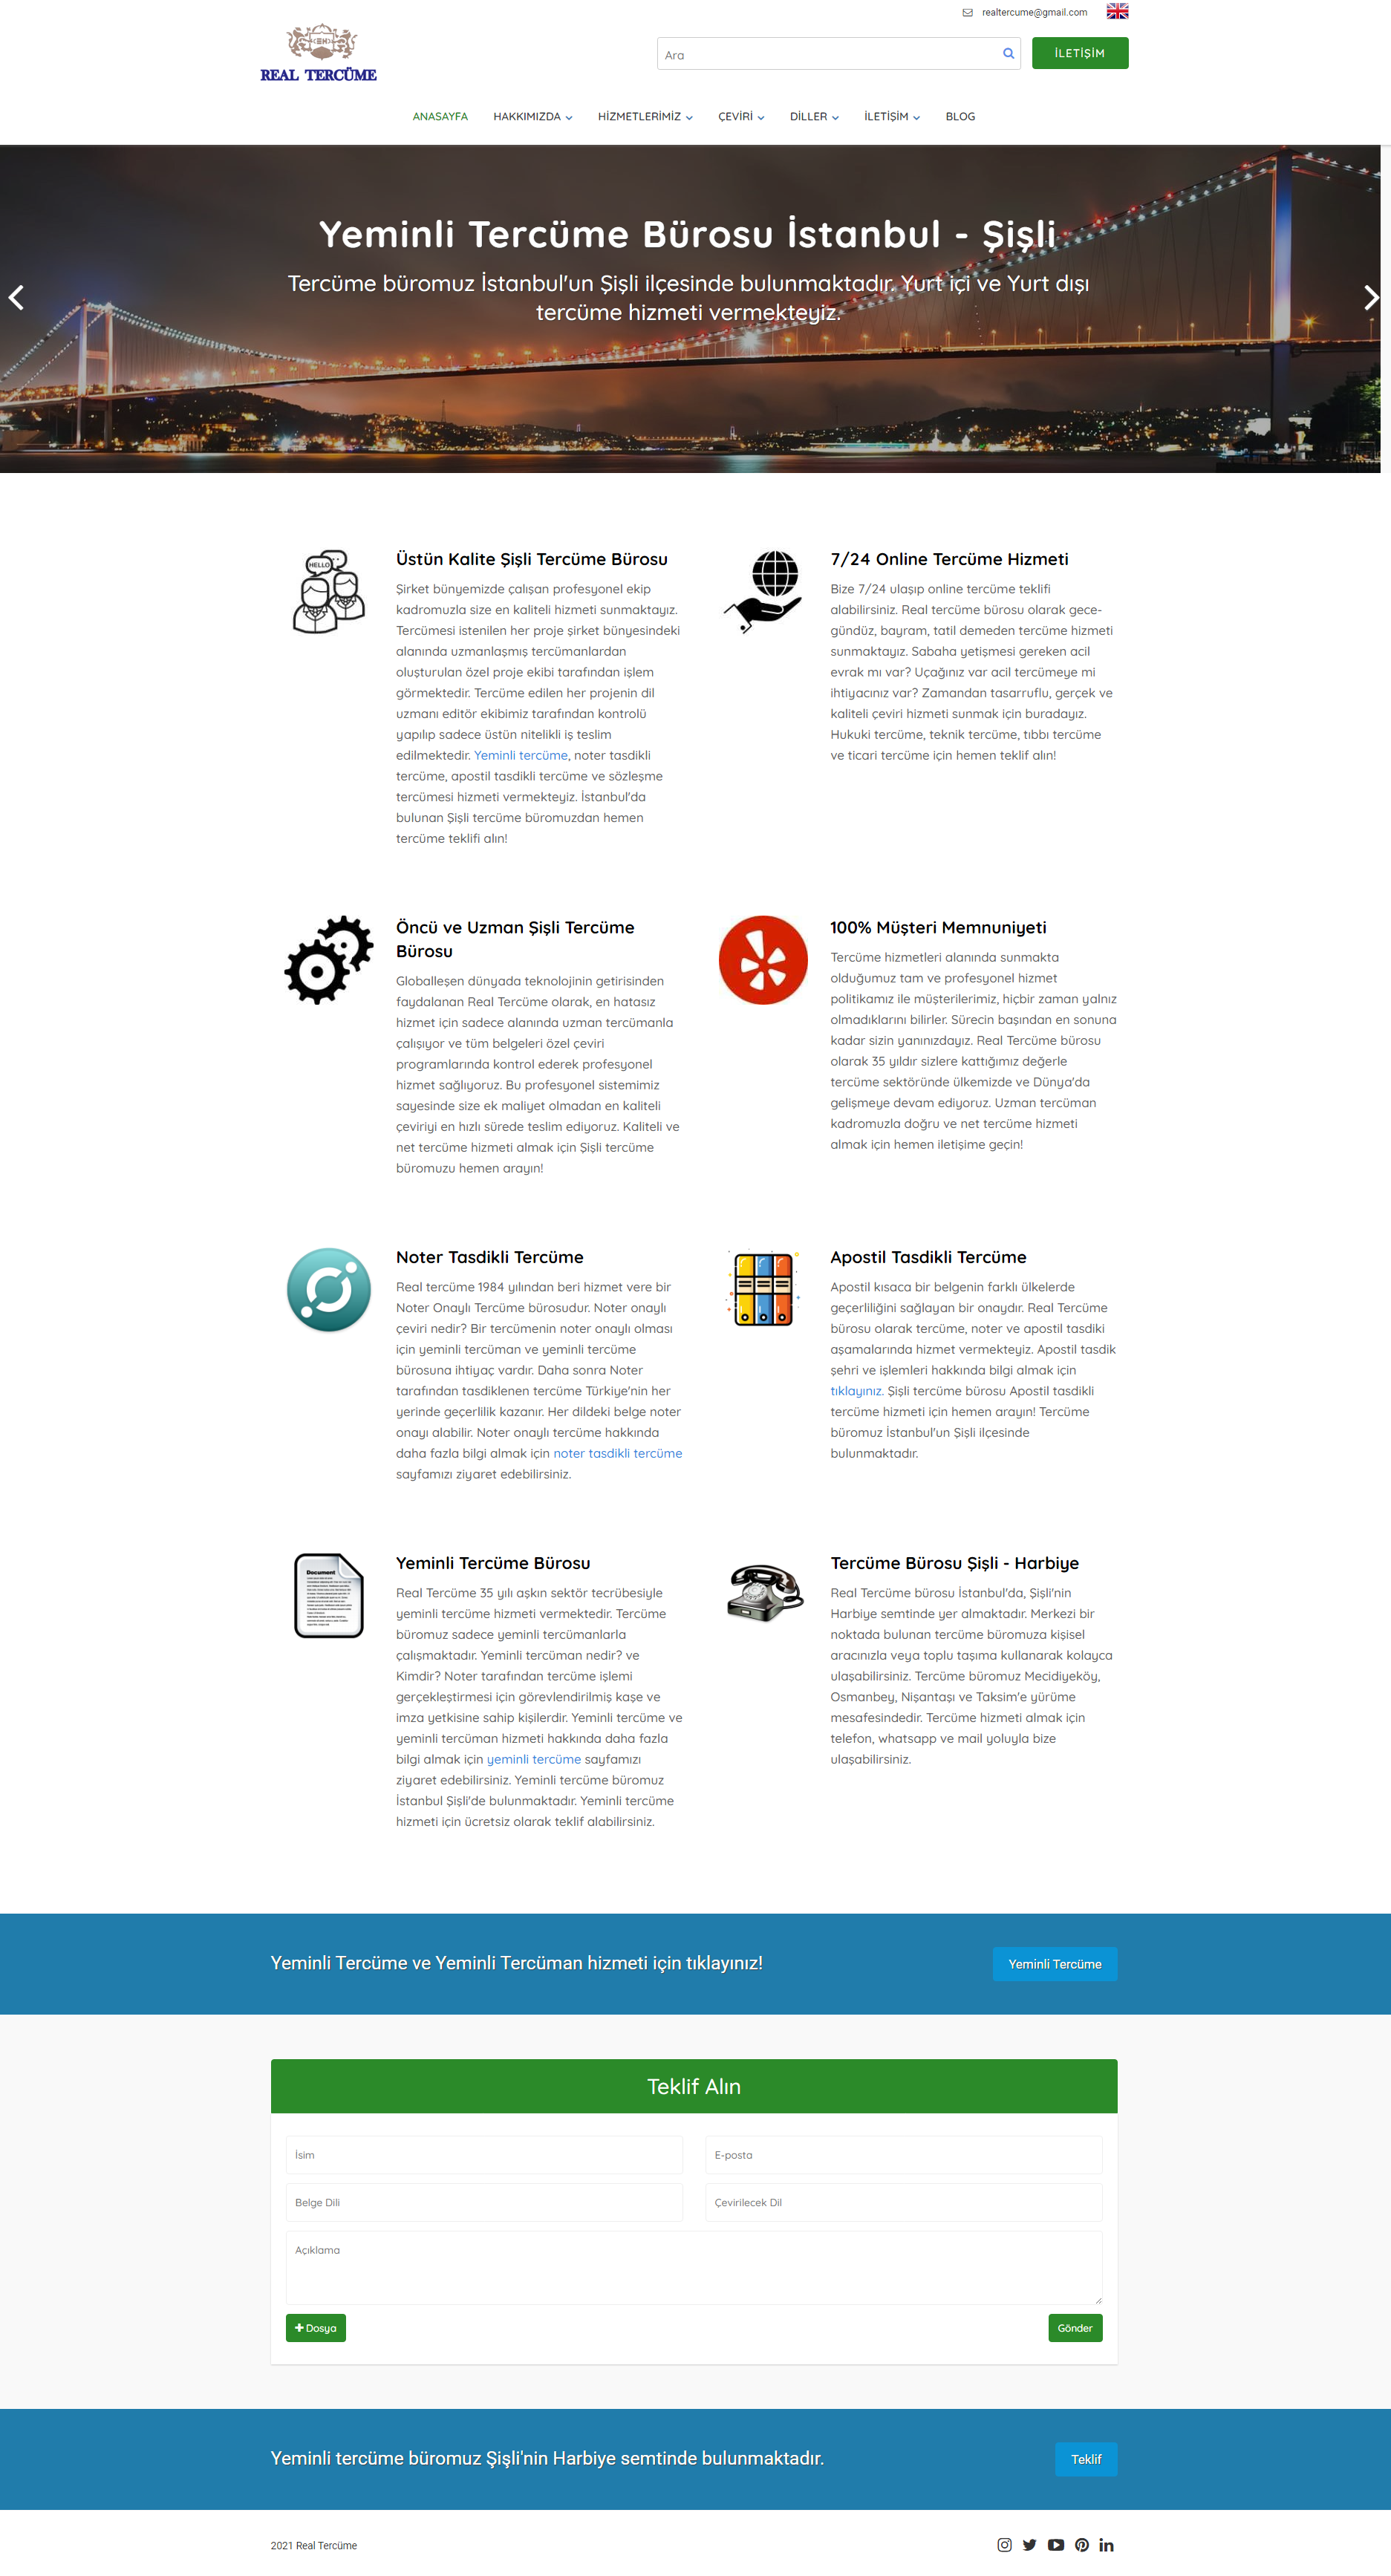 realtercume@gmail.com
REAL TERCÜME
Ara
İLETİŞİM
ANASAYFA HAKKIMIZDA HİZMETLERİMİZ ÇEVİRİ DİLLER İLETİŞİM BLOG
Yeminli Tercüme Bürosu İstanbul - Şişli
Tercüme büromuz İstanbul'un Şişli ilçesinde bulunmaktadır. Yurt içi ve Yurt dışı
tercüme hizmeti vermekteyiz.
HELLO
Üstün Kalite Şişli Tercüme Bürosu
Şirket bünyemizde çalışan profesyonel ekip
kadromuzla size en kaliteli hizmeti sunmaktayız.
Tercümesi istenilen her proje şirket bünyesindeki
alanında uzmanlaşmış tercümanlardan
oluşturulan özel proje ekibi tarafından işlem
görmektedir. Tercüme edilen her projenin dil
uzmanı editör ekibimiz tarafından kontrolü
yapılıp sadece üstün nitelikli iş teslim
edilmektedir. Yeminli tercüme, noter tasdikli
tercüme, apostil tasdikli tercüme ve sözleşme
tercümesi hizmeti vermekteyiz. İstanbul'da
bulunan Şişli tercüme büromuzdan hemen
tercüme teklifi alın!
7/24 Online Tercüme Hizmeti
Bize 7/24 ulaşıp online tercüme teklifi
alabilirsiniz. Real tercüme bürosu olarak gece-
gündüz, bayram, tatil demeden tercüme hizmeti
sunmaktayız. Sabaha yetişmesi gereken acil
evrak mı var? Uçağınız var acil tercümeye mi
ihtiyacınız var? Zamandan tasarruflu, gerçek ve
kaliteli çeviri hizmeti sunmak için buradayız.
Hukuki tercüme, teknik tercüme, tıbbı tercüme
ve ticari tercüme için hemen teklif alın!
Öncü ve Uzman Şişli Tercüme
Bürosu
Globalleşen dünyada teknolojinin getirisinden
faydalanan Real Tercüme olarak, en hatasız
hizmet için sadece alanında uzman tercümanla
çalışıyor ve tüm belgeleri özel çeviri
programlarında kontrol ederek profesyonel
hizmet sağlıyoruz. Bu profesyonel sistemimiz
sayesinde size ek maliyet olmadan en kaliteli
çeviriyi en hızlı sürede teslim ediyoruz. Kaliteli ve
net tercüme hizmeti almak için Şişli tercüme
büromuzu hemen arayın!
100% Müşteri Memnuniyeti
Tercüme hizmetleri alanında sunmakta
olduğumuz tam ve profesyonel hizmet
politikamız ile müşterilerimiz, hiçbir zaman yalnız
olmadıklarını bilirler. Sürecin başından en sonuna
kadar sizin yanınızdayız. Real Tercüme bürosu
olarak 35 yıldır sizlere kattığımız değerle
tercüme sektöründe ülkemizde ve Dünya'da
gelişmeye devam ediyoruz. Uzman tercüman
kadromuzla doğru ve net tercüme hizmeti
almak için hemen iletişime geçin!
Noter Tasdikli Tercüme
Real tercüme 1984 yılından beri hizmet vere bir
Noter Onaylı Tercüme bürosudur. Noter onaylı
çeviri nedir? Bir tercümenin noter onaylı olması
için yeminli tercüman ve yeminli tercüme
bürosuna ihtiyaç vardır. Daha sonra Noter
tarafından tasdiklenen tercüme Türkiye'nin her
yerinde geçerlilik kazanır. Her dildeki belge noter
onayı alabilir. Noter onaylı tercüme hakkında
daha fazla bilgi almak için noter tasdikli tercüme
sayfamızı ziyaret edebilirsiniz.
Apostil Tasdikli Tercüme
Apostil kısaca bir belgenin farklı ülkelerde
geçerliliğini sağlayan bir onaydır. Real Tercüme
bürosu olarak tercüme, noter ve apostil tasdiki
aşamalarında hizmet vermekteyiz. Apostil tasdik
şehri ve işlemleri hakkında bilgi almak için
tıklayınız. Şişli tercüme bürosu Apostil tasdikli
tercüme hizmeti için hemen arayın! Tercüme
büromuz İstanbul'un Şişli ilçesinde
bulunmaktadır.
Document
Yeminli Tercüme Bürosu
Real Tercüme 35 yılı aşkın sektör tecrübesiyle
yeminli tercüme hizmeti vermektedir. Tercüme
büromuz sadece yeminli tercümanlarla
çalışmaktadır. Yeminli tercüman nedir? ve
Kimdir? Noter tarafından tercüme işlemi
gerçekleştirmesi için görevlendirilmiş kaşe ve
imza yetkisine sahip kişilerdir. Yeminli tercüme ve
yeminli tercüman hizmeti hakkında daha fazla
bilgi almak için yeminli tercüme sayfamızı
ziyaret edebilirsiniz. Yeminli tercüme büromuz
İstanbul Şişli'de bulunmaktadır. Yeminli tercüme
hizmeti için ücretsiz olarak teklif alabilirsiniz.
Tercüme Bürosu Şişli - Harbiye
Real Tercüme bürosu İstanbul'da, Şişli'nin
Harbiye semtinde yer almaktadır. Merkezi bir
noktada bulunan tercüme büromuza kişisel
aracınızla veya toplu taşıma kullanarak kolayca
ulaşabilirsiniz. Tercüme büromuz Mecidiyeköy,
Osmanbey, Nişantaşı ve Taksim'e yürüme
mesafesindedir. Tercüme hizmeti almak için
telefon, whatsapp ve mail yoluyla bize
ulaşabilirsiniz.
Yeminli Tercüme ve Yeminli Tercüman hizmeti için tıklayınız!
Yeminli Tercüme
Teklif Alın
İsim
E-posta
Belge Dili
Çevirilecek Dil
Açıklama
Dosya
Gönder
Yeminli tercüme büromuz Şişli'nin Harbiye semtinde bulunmaktadır.
Teklif
2021 Real Tercüme